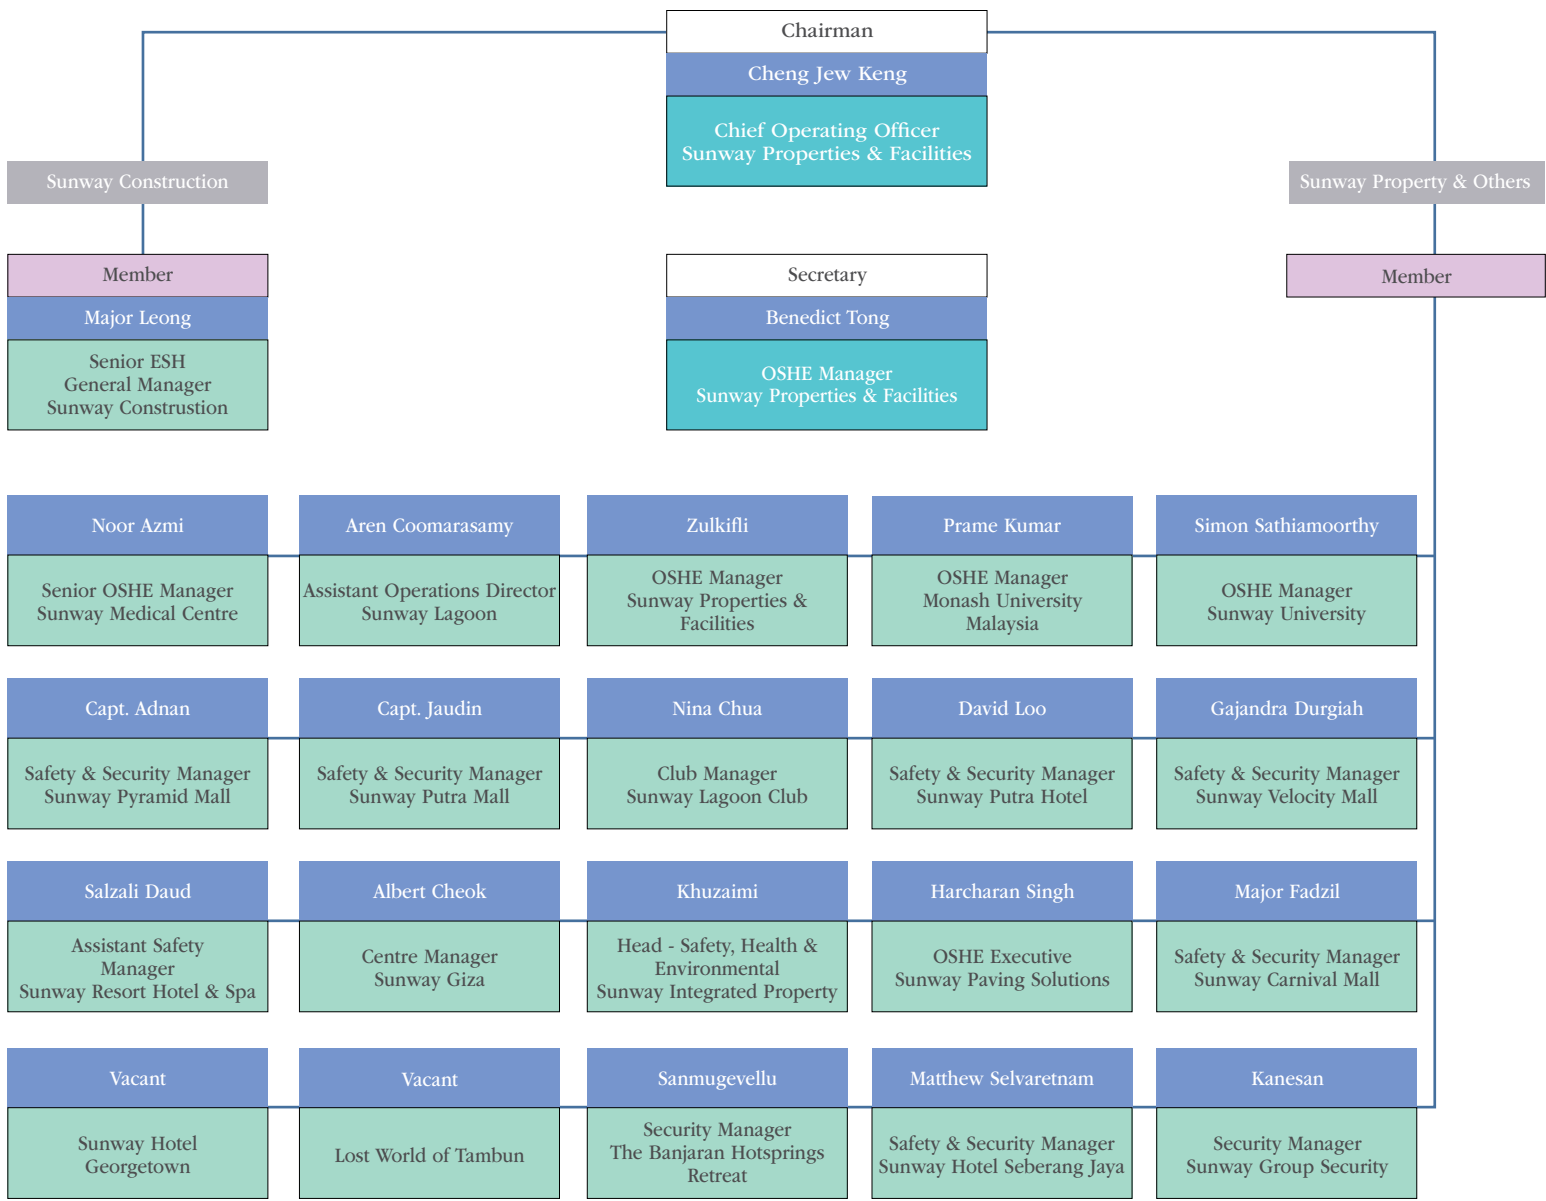 Chairman
Cheng Jew Keng
Chief Operating Officer
Sunway Properties & Facilities
Sunway Construction
Sunway Property & Others
Member
Major Leong
Senior ESH
General Manager
Sunway Construstion
Secretary
Benedict Tong
OSHE Manager
Sunway Properties & Facilities
Member
Noor Azmi
Senior OSHE Manager
Sunway Medical Centre
Aren Coomarasamy
Assistant Operations Director
Sunway Lagoon
Zulkifli
OSHE Manager
Sunway Properties &
Facilities
Prame Kumar
OSHE Manager
Monash University
Malaysia
Simon Sathiamoorthy
OSHE Manager
Sunway University
Capt. Adnan
Safety & Security Manager
Sunway Pyramid Mall
Capt. Jaudin
Safety & Security Manager
Sunway Putra Mall
Nina Chua
Club Manager
Sunway Lagoon Club
David Loo
Safety & Security Manager
Sunway Putra Hotel
Gajandra Durgiah
Safety & Security Manager
Sunway Velocity Mall
Salzali Daud
Assistant Safety
Manager
Sunway Resort Hotel & Spa
Albert Cheok
Centre Manager
Sunway Giza
Khuzaimi
Head - Safety, Health &
Environmental
Sunway Integrated Property
Harcharan Singh
OSHE Executive
Sunway Paving Solutions
Major Fadzil
Safety & Security Manager
Sunway Carnival Mall
Vacant
Sunway Hotel
Georgetown
Vacant
Lost World of Tambun
Sanmugevellu
Security Manager
The Banjaran Hotsprings
Retreat
Matthew Selvaretnam
Safety & Security Manager
Sunway Hotel Seberang Jaya
Kanesan
Security Manager
Sunway Group Security